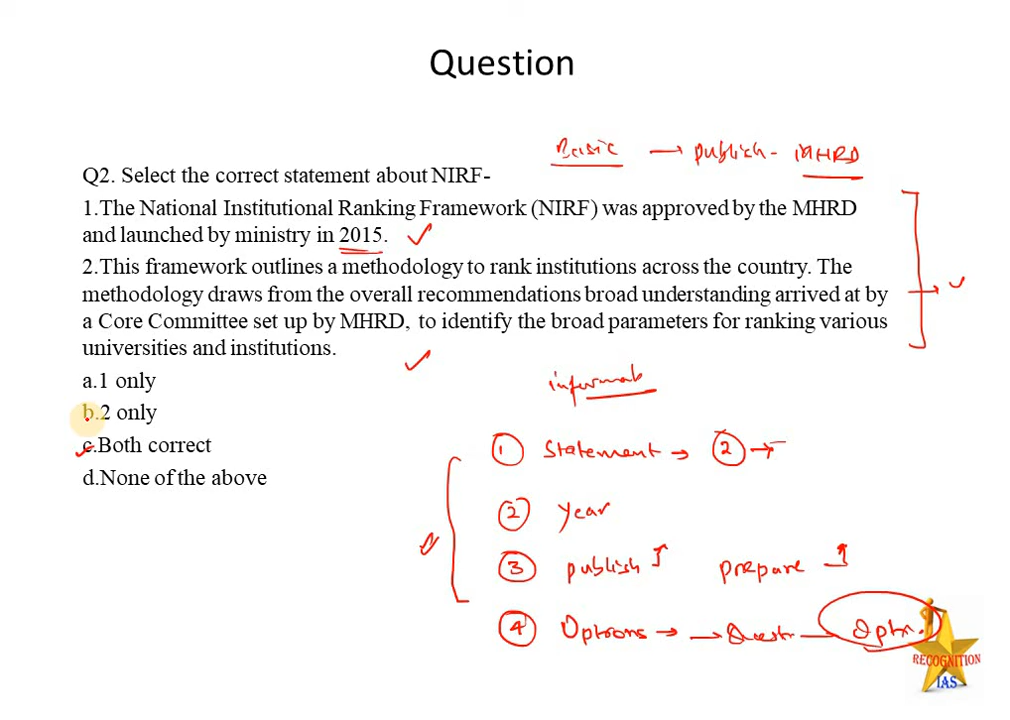 Question
Basic → publish - MHRD
Q2. Select the correct statement about NIRF-
1.The National Institutional Ranking Framework (NIRF) was approved by the MHRD
and launched by ministry in 2015.
2.This framework outlines a methodology to rank institutions across the country. The
methodology draws from the overall recommendations broad understanding arrived at by
a Core Committee set up by MHRD, to identify the broad parameters for ranking various
universities and institutions.
a.1 only
b.2 only
c.Both correct
d.None of the above
① Statement → ②
② Year
③ publish prepare
④ Options →
RECOGNITION
IAS